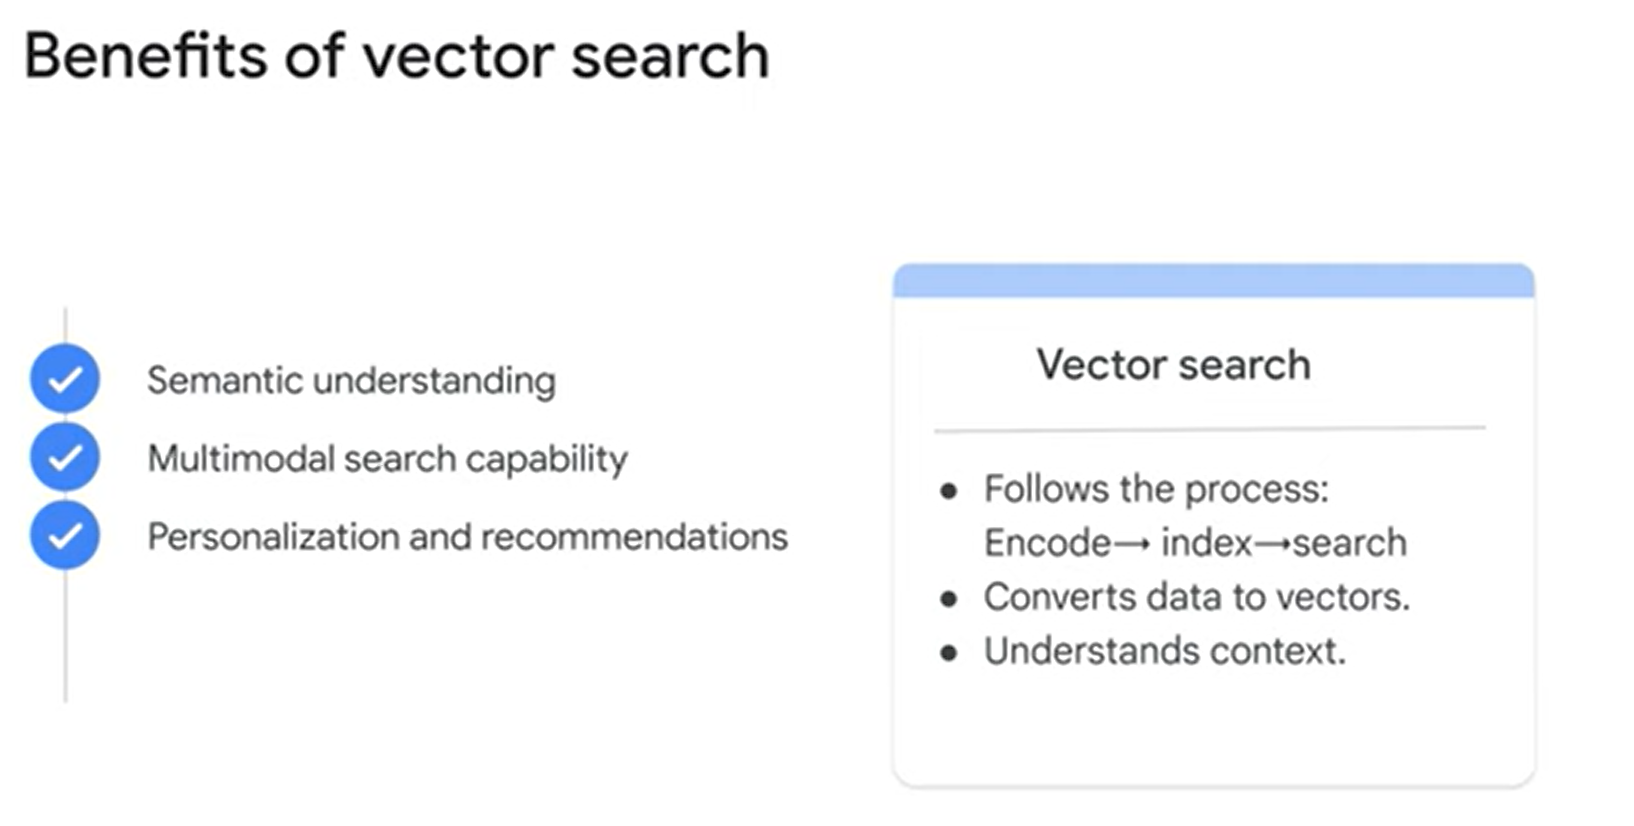 Benefits of vector search
Semantic understanding
Multimodal search capability
Personalization and recommendations
Vector search
● Follows the process:
Encode→ index→search
● Converts data to vectors.
● Understands context.